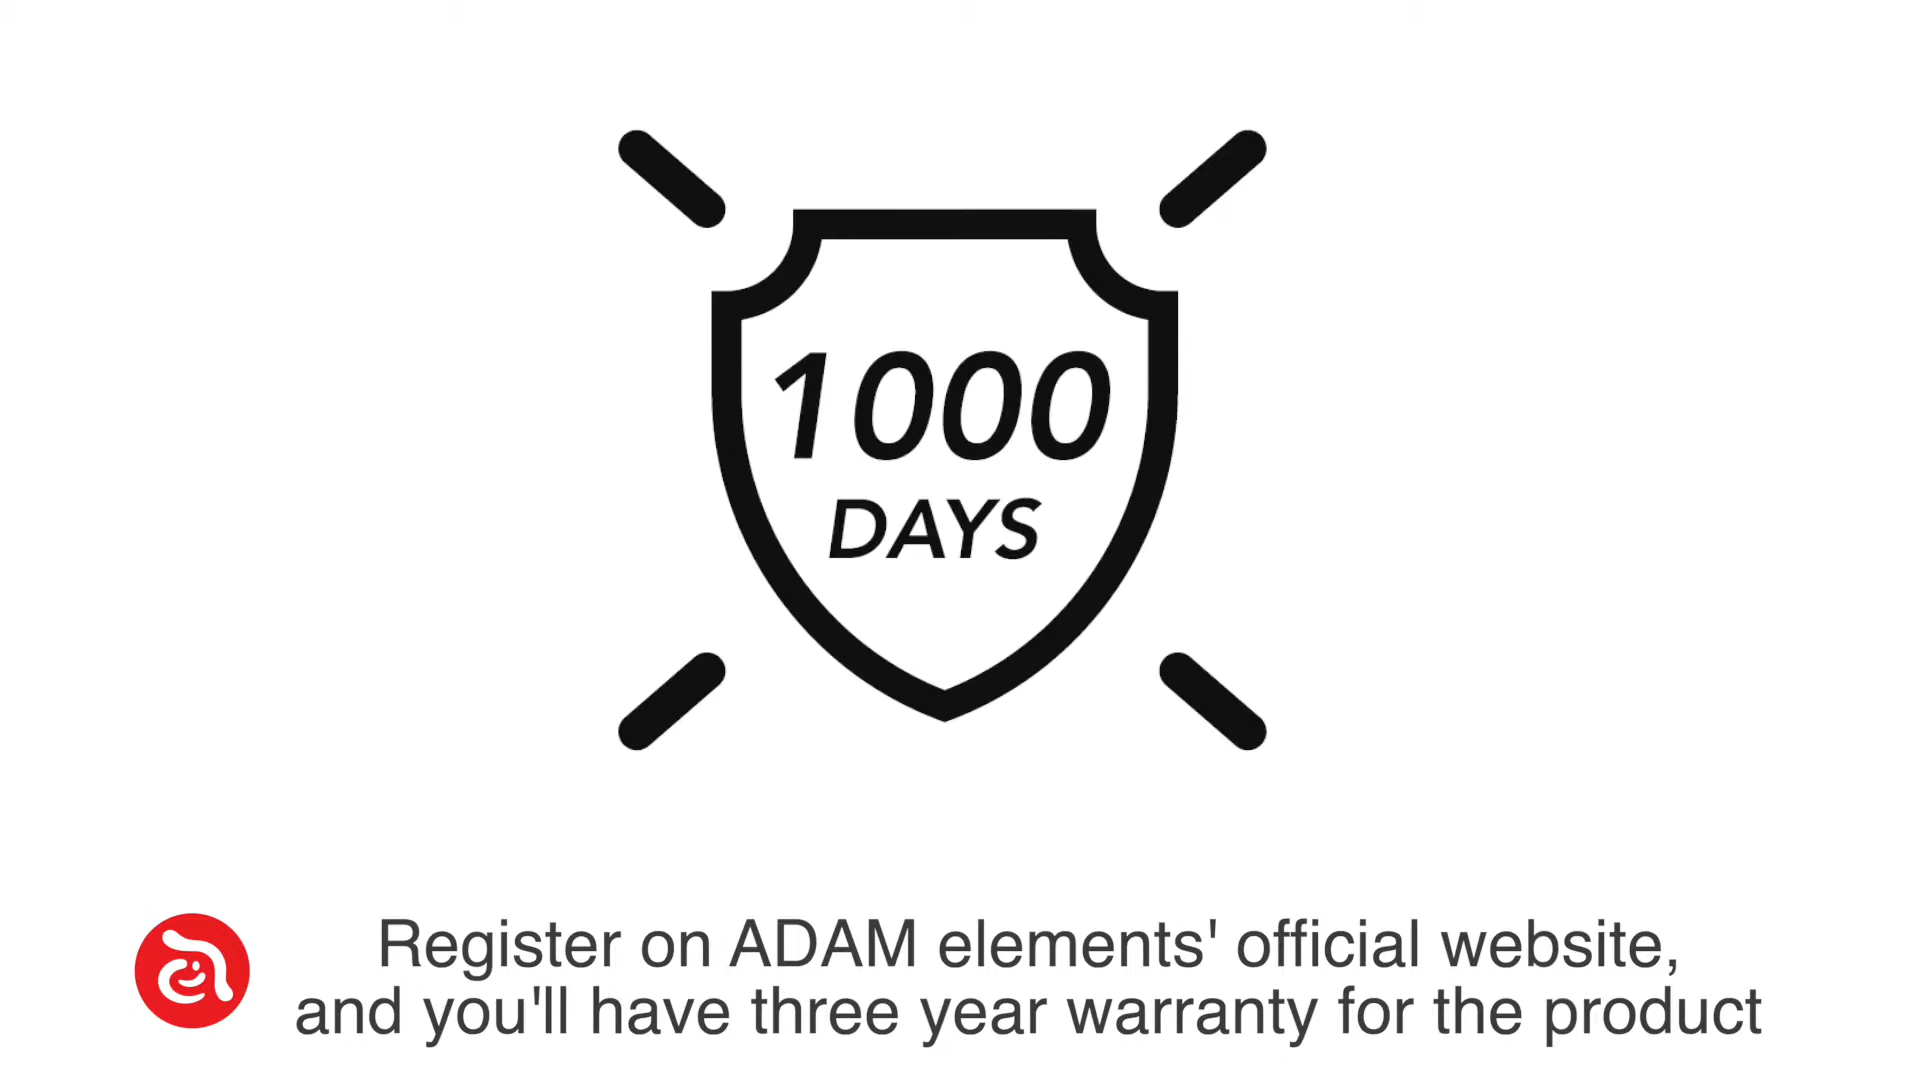 1000
DAYS
Register on ADAM elements' official website,
and you'll have three year warranty for the product